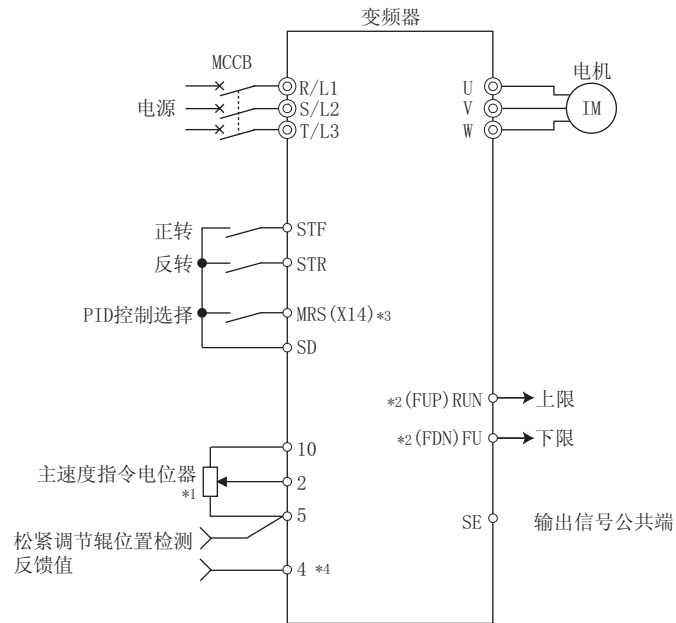 变频器
MCCB
电源
R/L1
S/L2
T/L3
U
V
W
电机
IM
正转
STF
反转
STR
PID控制选择
MRS(X14)*3
SD
*2(FUP)RUN
上限
*2(FDN)FU
下限
10
主速度指令电位器
*1
2
5
SE
输出信号公共端
松紧调节辊位置检测
反馈值
4 *4